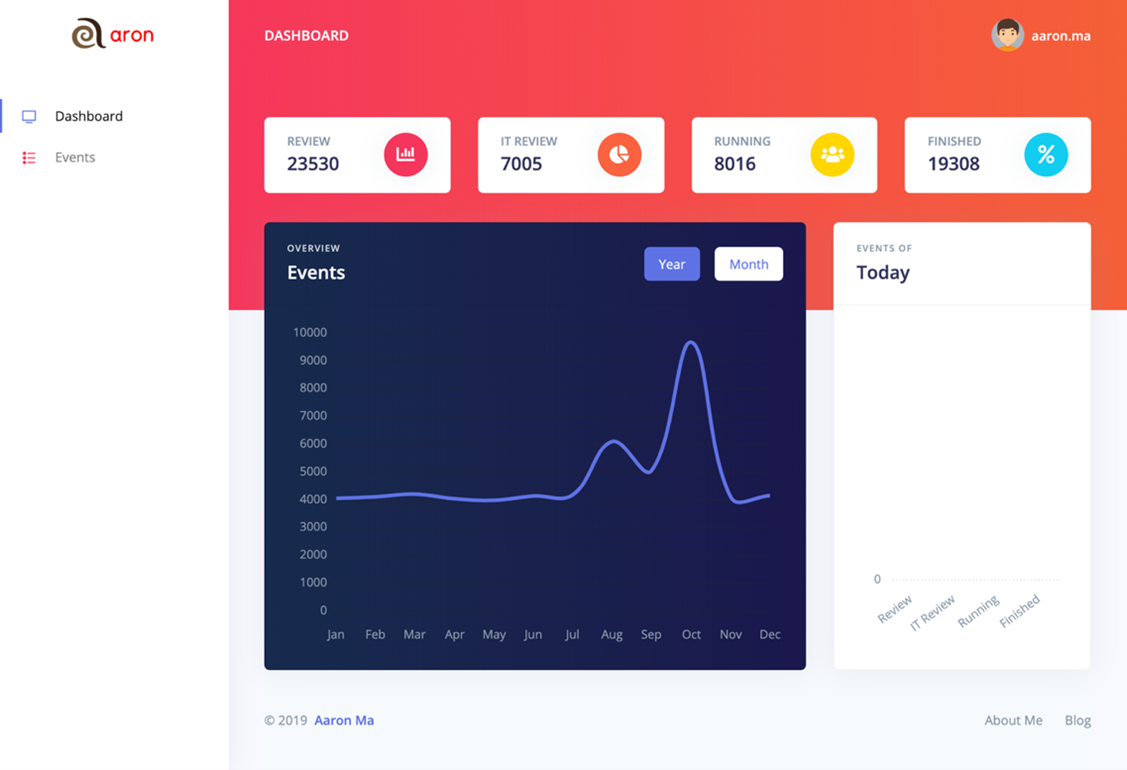 aron
Dashboard
Events
DASHBOARD
aaron.ma
REVIEW
23530
IT REVIEW
7005
RUNNING
8016
FINISHED
19308
%
OVERVIEW
Events
Year
Month
10000
9000
8000
7000
6000
5000
4000
3000
2000
1000
0
Jan Feb Mar Apr May Jun Jul Aug Sep Oct Nov Dec
EVENTS OF
Today
0
Review
IT Review
Running
Finished
© 2019 Aaron Ma
About Me Blog